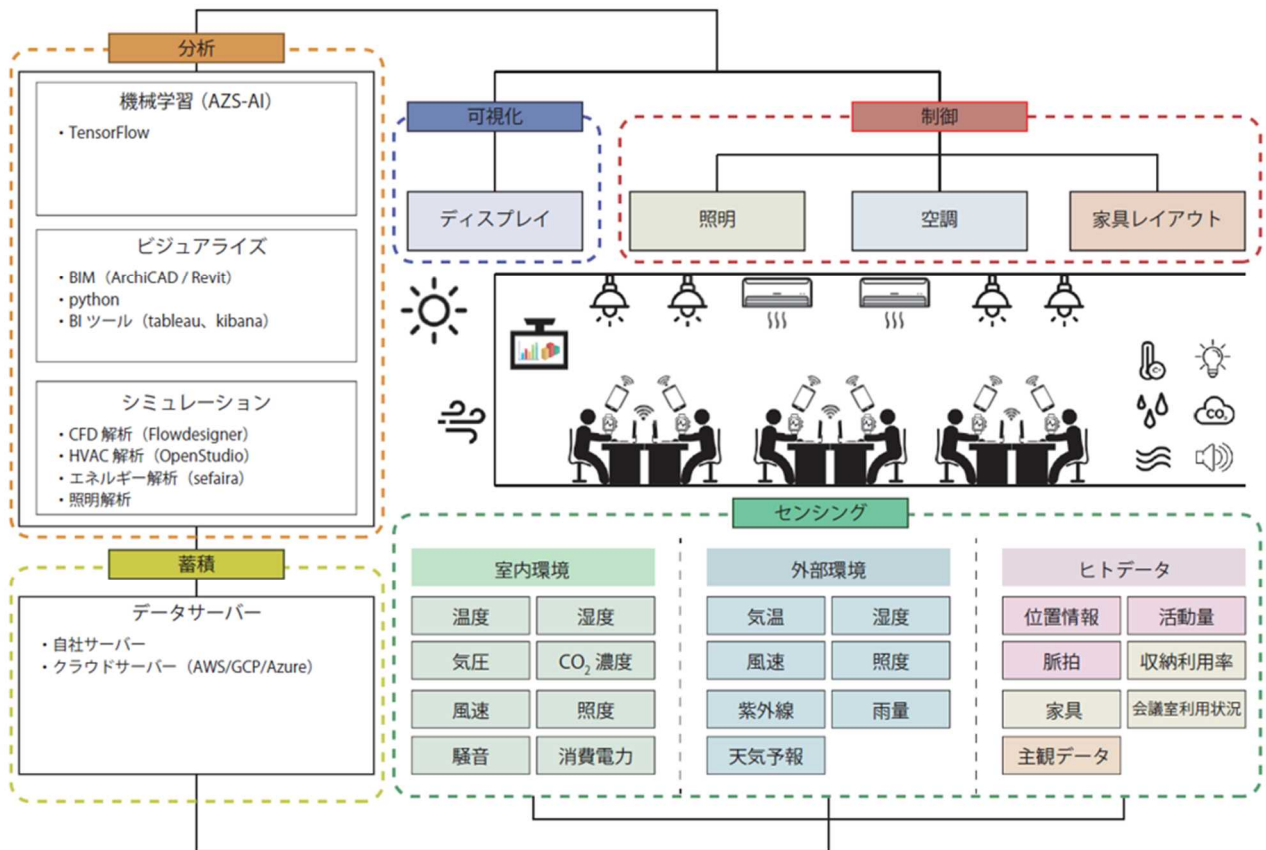 分析
機械学習（AZS-AI）
・TensorFlow
ビジュアライズ
・BIM（ArchiCAD / Revit）
・python
・BI ツール（tableau、kibana）
シミュレーション
・CFD 解析（Flowdesigner）
・HVAC 解析（OpenStudio）
・エネルギー解析（sefaira）
・照明解析
蓄積
データサーバー
・自社サーバー
・クラウドサーバー（AWS/GCP/Azure）
可視化
ディスプレイ
制御
照明
空調
家具レイアウト
CO₂
センシング
室内環境
温度
湿度
気圧
CO₂ 濃度
風速
照度
騒音
消費電力
外部環境
気温
湿度
風速
照度
紫外線
雨量
天気予報
ヒトデータ
位置情報
活動量
脈拍
収納利用率
家具
会議室利用状況
主観データ